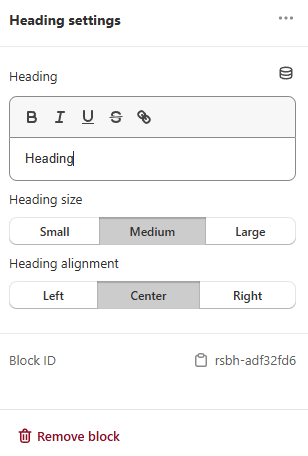 Heading settings
Heading
B I U S
Heading
Heading size
Small Medium Large
Heading alignment
Left Center Right
Block ID rsbh-adf32fd6
Remove block